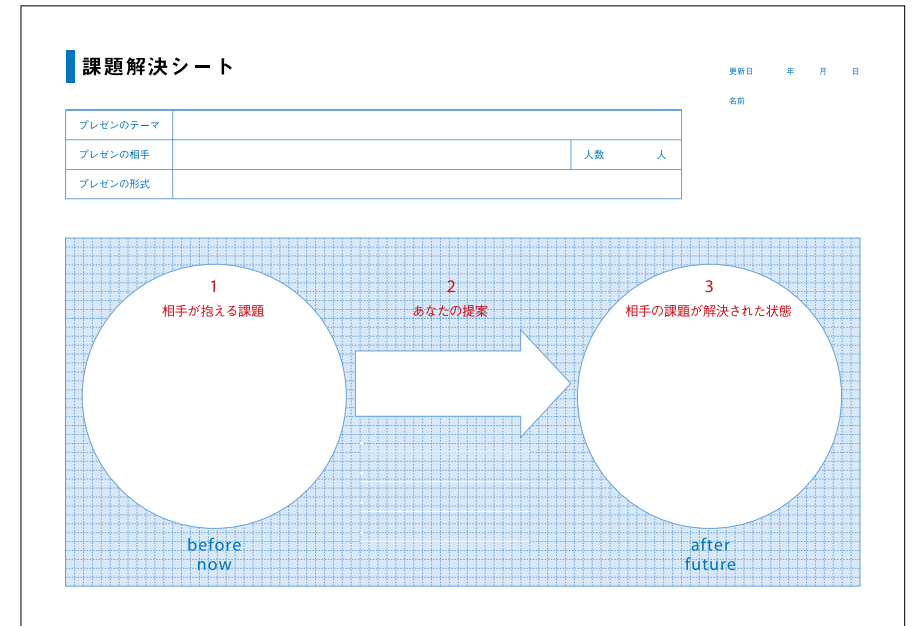 課題解決シート
更新日 年 月 日
名前
プレゼンのテーマ
プレゼンの相手 人数 人
プレゼンの形式
1
相手が抱える課題
2
あなたの提案
3
相手の課題が解決された状態
before
now
after
future